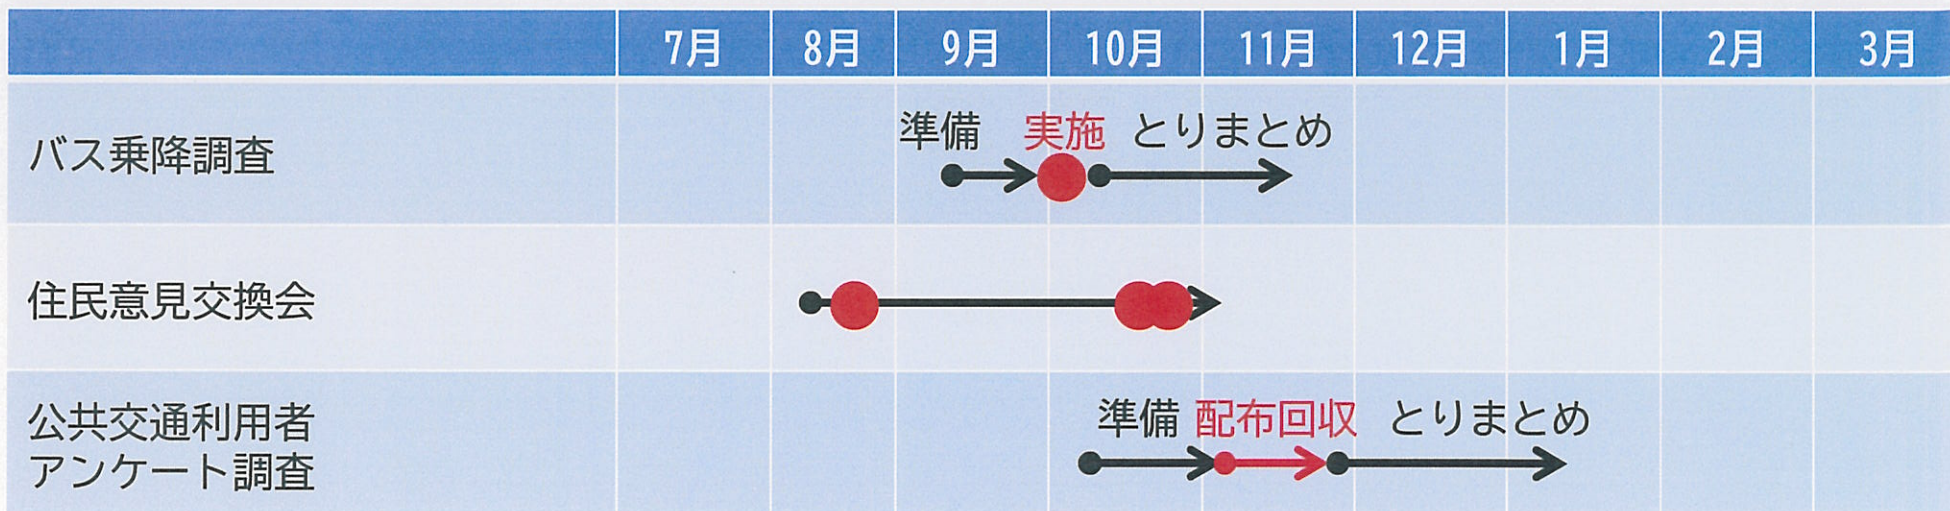 7月 8月 9月 10月 11月 12月 1月 2月 3月
準備 実施 とりまとめ
バス乗降調査
住民意見交換会
公共交通利用者
アンケート調査
準備 配布回収 とりまとめ